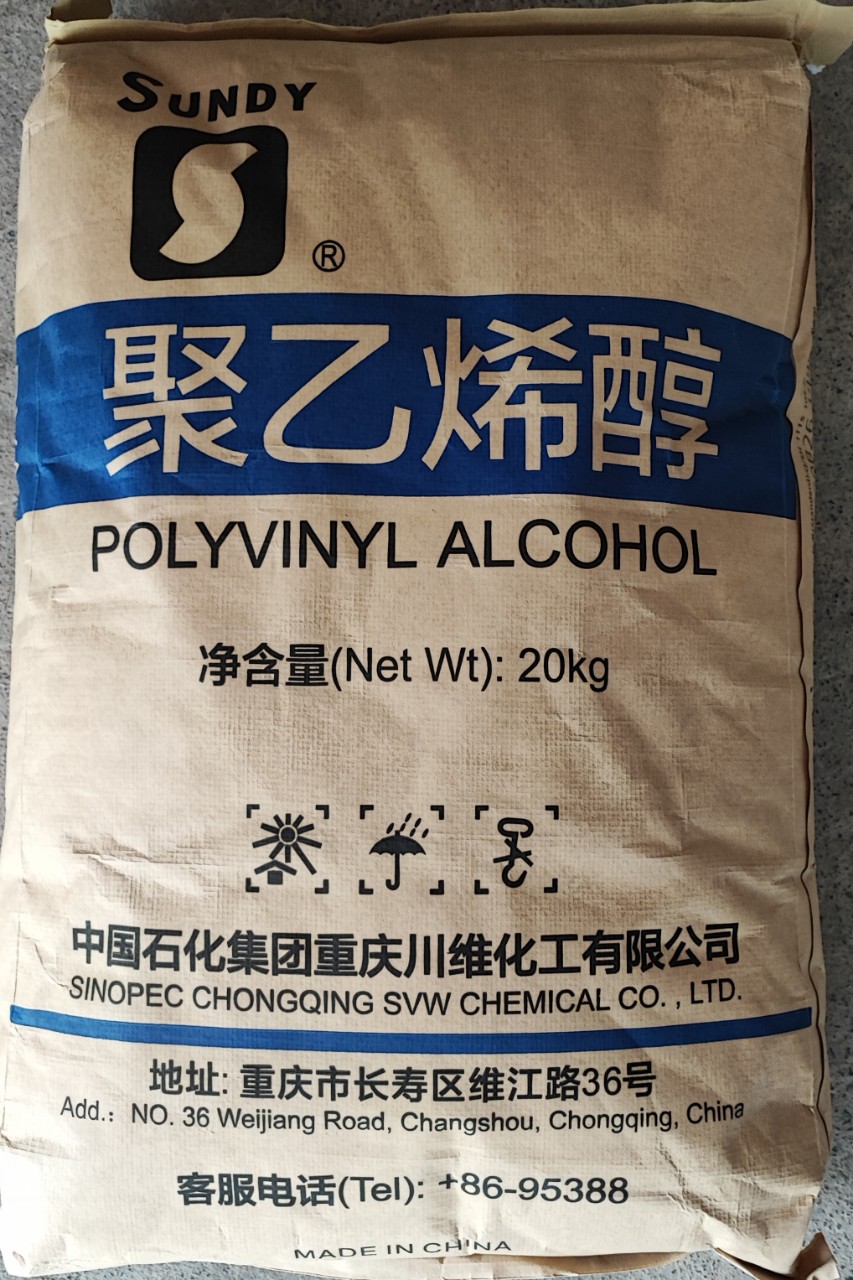 SUNDY
®
聚乙烯醇
POLYVINYL ALCOHOL
净含量(Net Wt): 20kg
中国石化集团重庆川维化工有限公司
SINOPEC CHONGQING SVW CHEMICAL CO. , LTD.
地址: 重庆市长寿区维江路36号
Add.: NO. 36 Weijiang Road, Changshou, Chongqing, China
客服电话(Tel): +86-95388
MADE IN CHINA